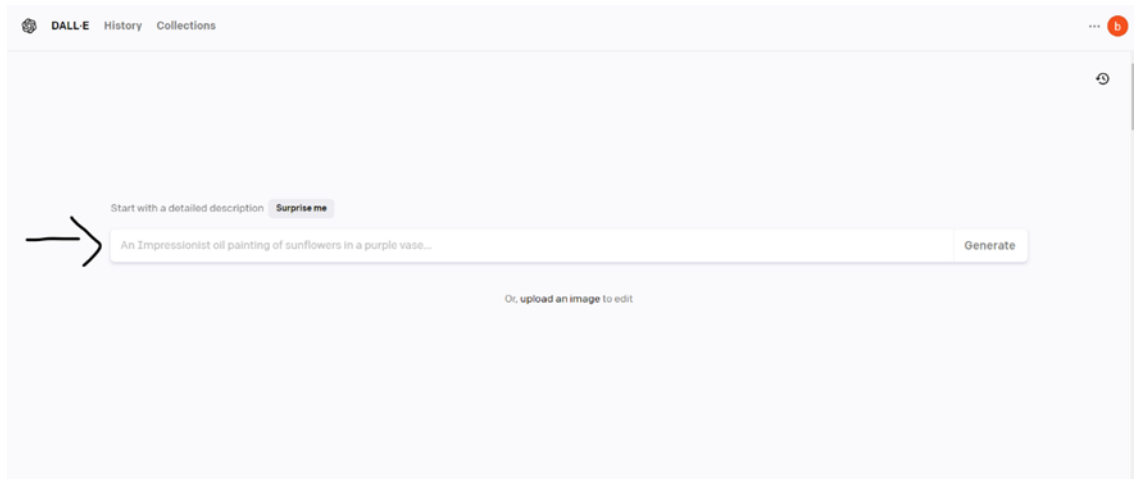 DALL·E History Collections ... b
Start with a detailed description Surprise me
An Impressionist oil painting of sunflowers in a purple vase... Generate
Or, upload an image to edit